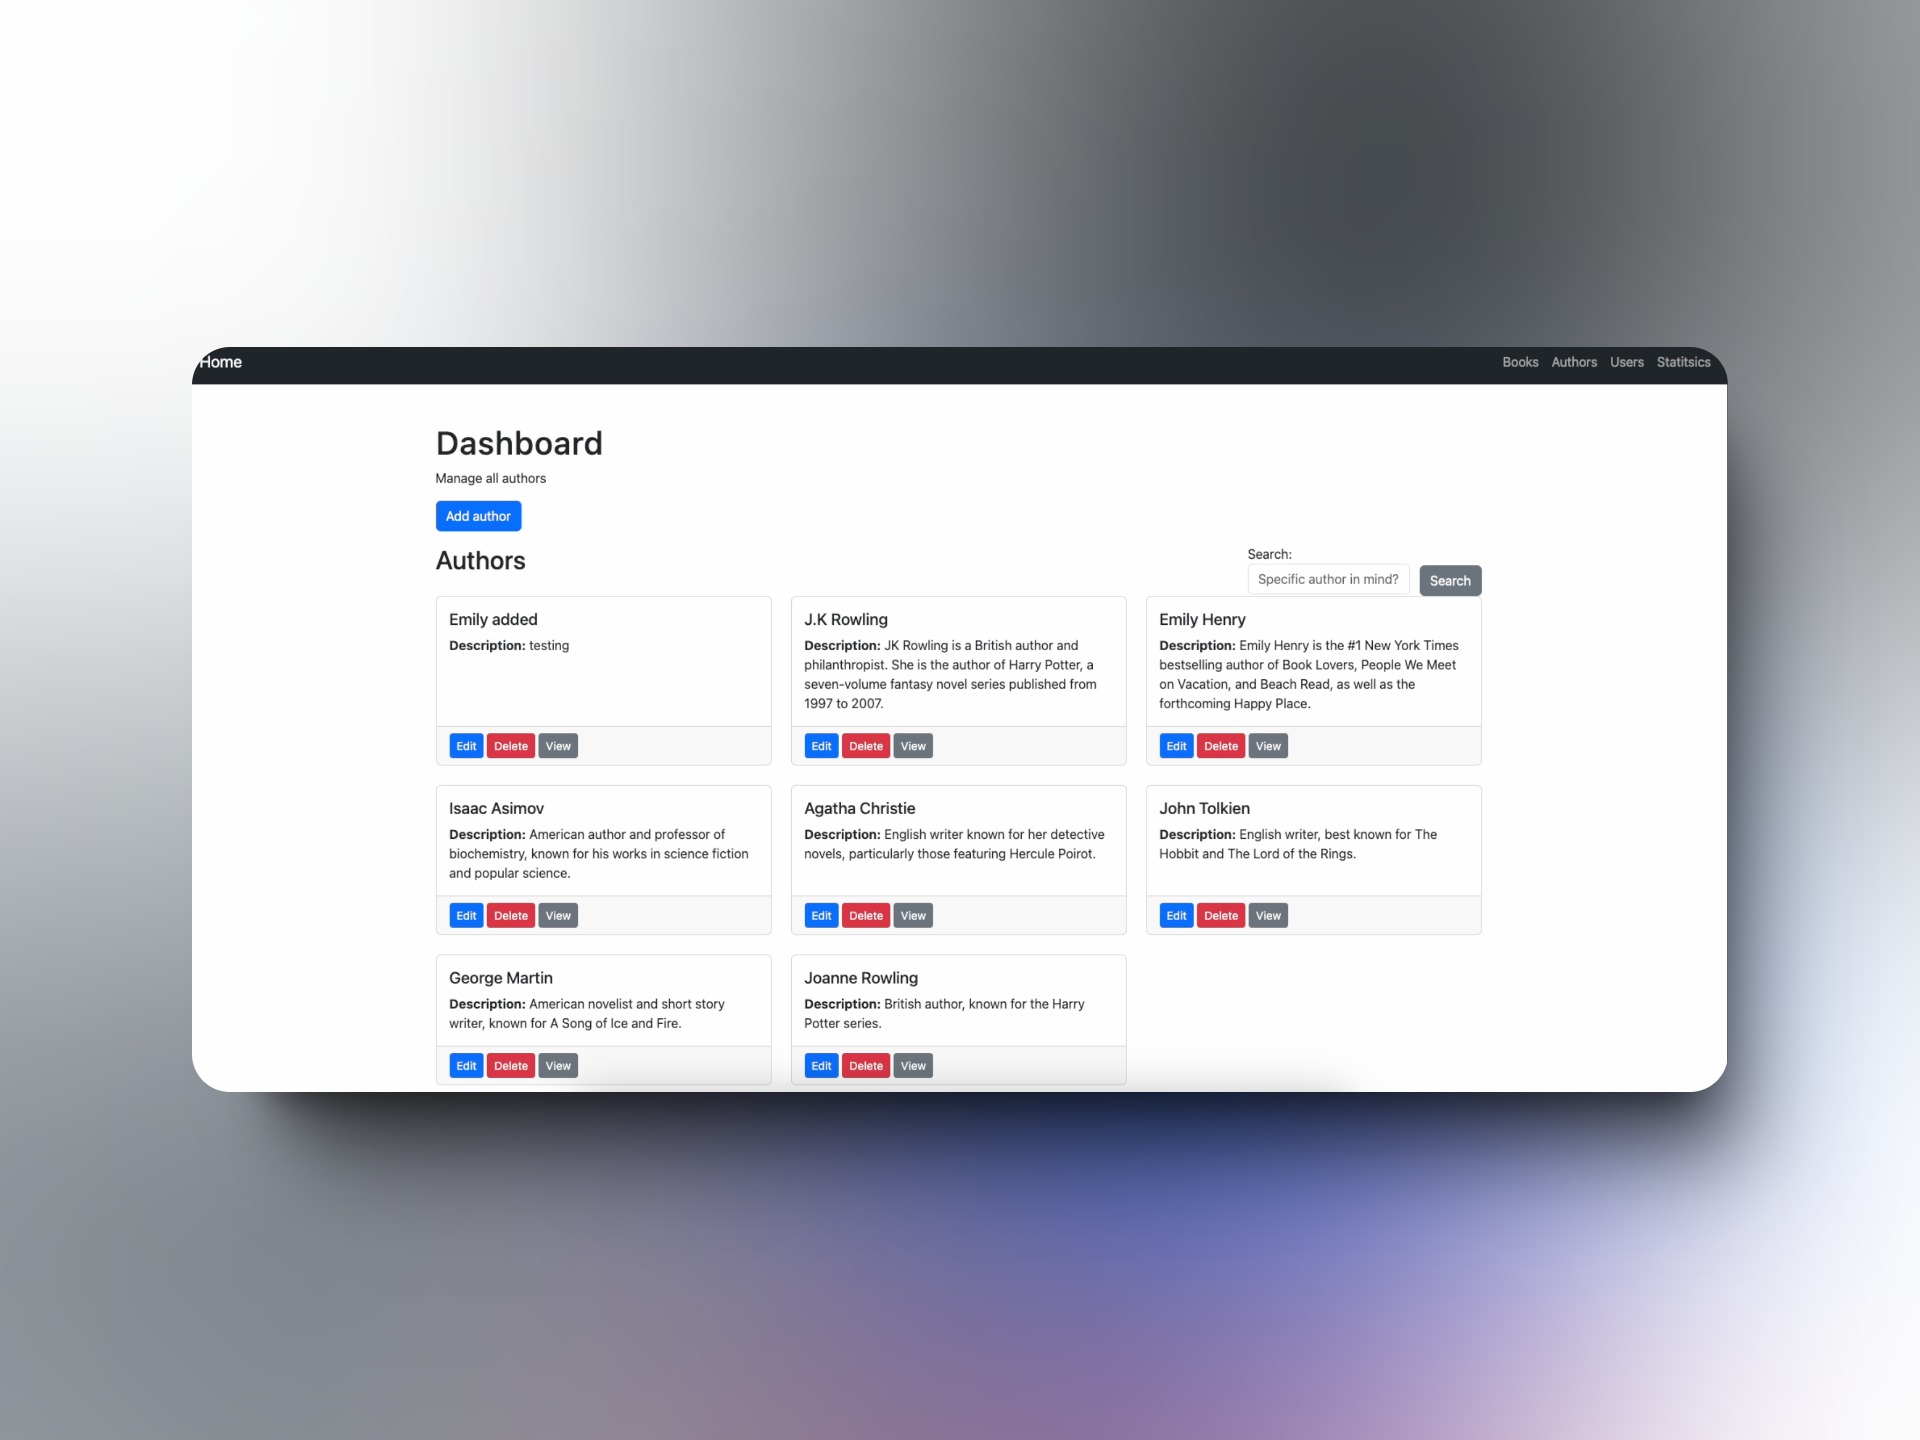 Home
Books Authors Users Statitsics
Dashboard
Manage all authors
Add author
Authors
Search:
Specific author in mind?
Search
Emily added
Description: testing
Edit Delete View
J.K Rowling
Description: JK Rowling is a British author and
philanthropist. She is the author of Harry Potter, a
seven-volume fantasy novel series published from
1997 to 2007.
Edit Delete View
Emily Henry
Description: Emily Henry is the #1 New York Times
bestselling author of Book Lovers, People We Meet
on Vacation, and Beach Read, as well as the
forthcoming Happy Place.
Edit Delete View
Isaac Asimov
Description: American author and professor of
biochemistry, known for his works in science fiction
and popular science.
Edit Delete View
Agatha Christie
Description: English writer known for her detective
novels, particularly those featuring Hercule Poirot.
Edit Delete View
John Tolkien
Description: English writer, best known for The
Hobbit and The Lord of the Rings.
Edit Delete View
George Martin
Description: American novelist and short story
writer, known for A Song of Ice and Fire.
Edit Delete View
Joanne Rowling
Description: British author, known for the Harry
Potter series.
Edit Delete View